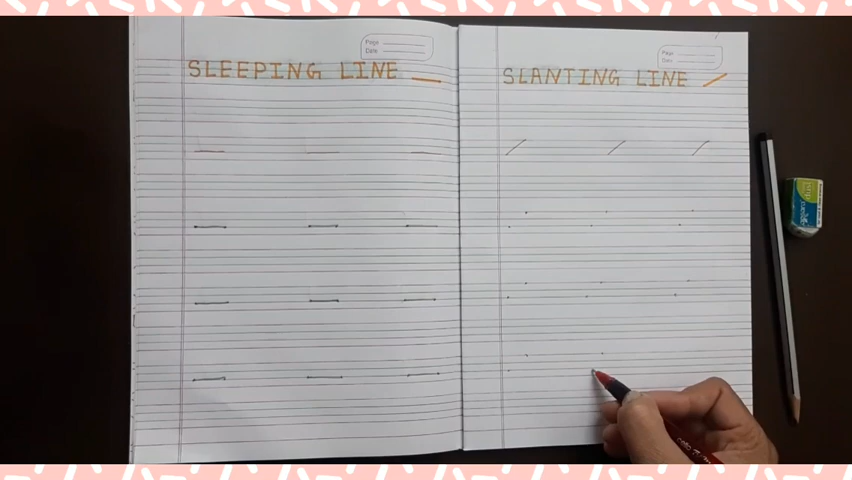 Page
Date
SLEEPING LINE
Page
Date
SLANTING LINE